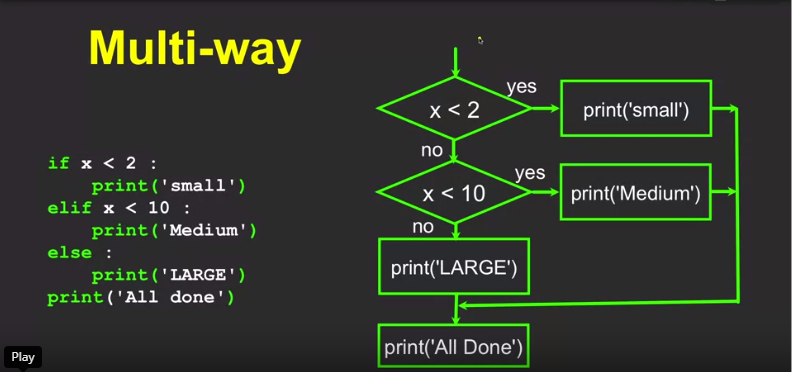 Multi-way
if x < 2 :
    print('small')
elif x < 10 :
    print('Medium')
else :
    print('LARGE')
print('All done')
x < 2
yes
print('small')
no
x < 10
yes
print('Medium')
no
print('LARGE')
print('All Done')
Play